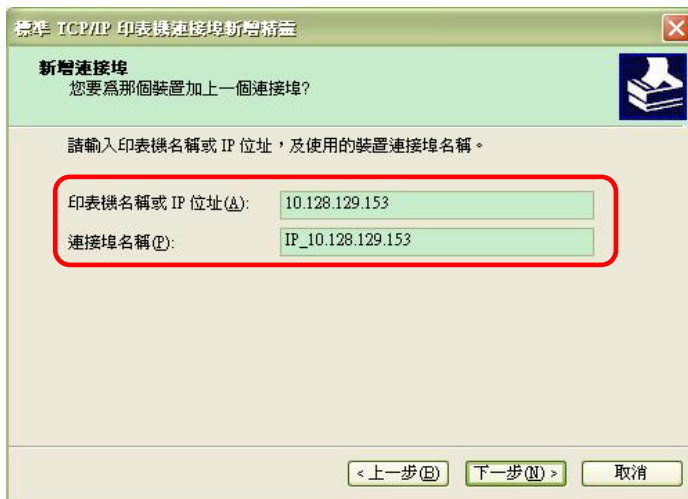 標準 TCP/IP 印表機連接埠新增精靈
新增連接埠
您要為那個裝置加上一個連接埠?
請輸入印表機名稱或 IP 位址，及使用的裝置連接埠名稱。
印表機名稱或 IP 位址(A): 10.128.129.153
連接埠名稱(P): IP_10.128.129.153
< 上一步(B) 下一步(N) > 取消